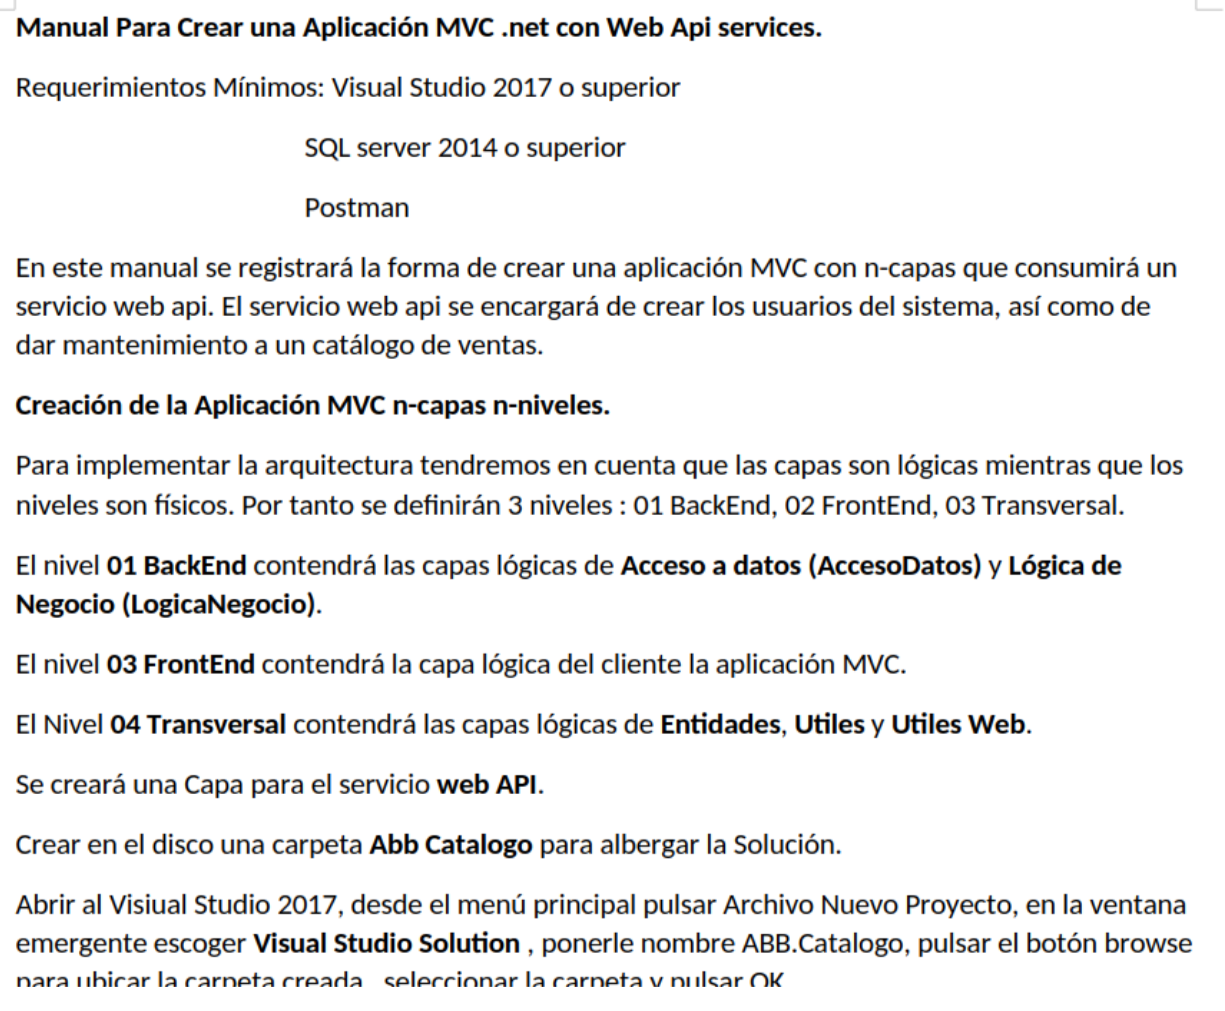 Manual Para Crear una Aplicación MVC .net con Web Api services.
Requerimientos Mínimos: Visual Studio 2017 o superior
SQL server 2014 o superior
Postman
En este manual se registrará la forma de crear una aplicación MVC con n-capas que consumirá un
servicio web api. El servicio web api se encargará de crear los usuarios del sistema, así como de
dar mantenimiento a un catálogo de ventas.
Creación de la Aplicación MVC n-capas n-niveles.
Para implementar la arquitectura tendremos en cuenta que las capas son lógicas mientras que los
niveles son físicos. Por tanto se definirán 3 niveles : 01 BackEnd, 02 FrontEnd, 03 Transversal.
El nivel 01 BackEnd contendrá las capas lógicas de Acceso a datos (AccesoDatos) y Lógica de
Negocio (LogicaNegocio).
El nivel 03 FrontEnd contendrá la capa lógica del cliente la aplicación MVC.
El Nivel 04 Transversal contendrá las capas lógicas de Entidades, Utiles y Utiles Web.
Se creará una Capa para el servicio web API.
Crear en el disco una carpeta Abb Catalogo para albergar la Solución.
Abrir al Visiual Studio 2017, desde el menú principal pulsar Archivo Nuevo Proyecto, en la ventana
emergente escoger Visual Studio Solution , ponerle nombre ABB.Catalogo, pulsar el botón browse
para ubicar la carpeta creada , seleccionar la carpeta y pulsar OK